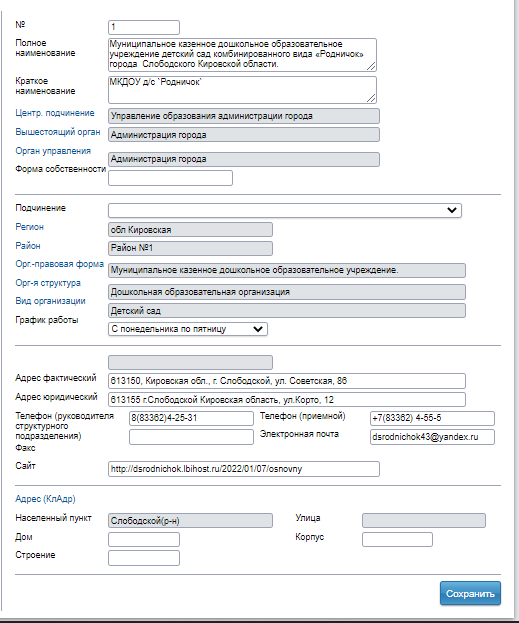 № 1
Полное наименование
Муниципальное казенное дошкольное образовательное
учреждение детский сад комбинированного вида «Родничок»
города Слободского Кировской области.
Краткое наименование
МКДОУ д/с `Родничок`
Центр. подчинение Управление образования администрации города
Вышестоящий орган Администрация города
Орган управления Администрация города
Форма собственности
Подчинение
Регион обл Кировская
Район Район №1
Орг.-правовая форма Муниципальное казенное дошкольное образовательное учреждение.
Орг-я структура Дошкольная образовательная организация
Вид организации Детский сад
График работы С понедельника по пятницу
Адрес фактический 613150, Кировская обл., г. Слободской, ул. Советская, 86
Адрес юридический 613155 г.Слободской Кировская область, ул.Корто, 12
Телефон (руководителя структурного подразделения) 8(83362)4-25-31 Телефон (приемной) +7(83362) 4-55-5
Электронная почта dsrodnichok43@yandex.ru
Факс
Сайт http://dsrodnichok.lbihost.ru/2022/01/07/osnovny
Адрес (КлАдр)
Населенный пункт Слободской(р-н) Улица
Дом Корпус
Строение
Сохранить